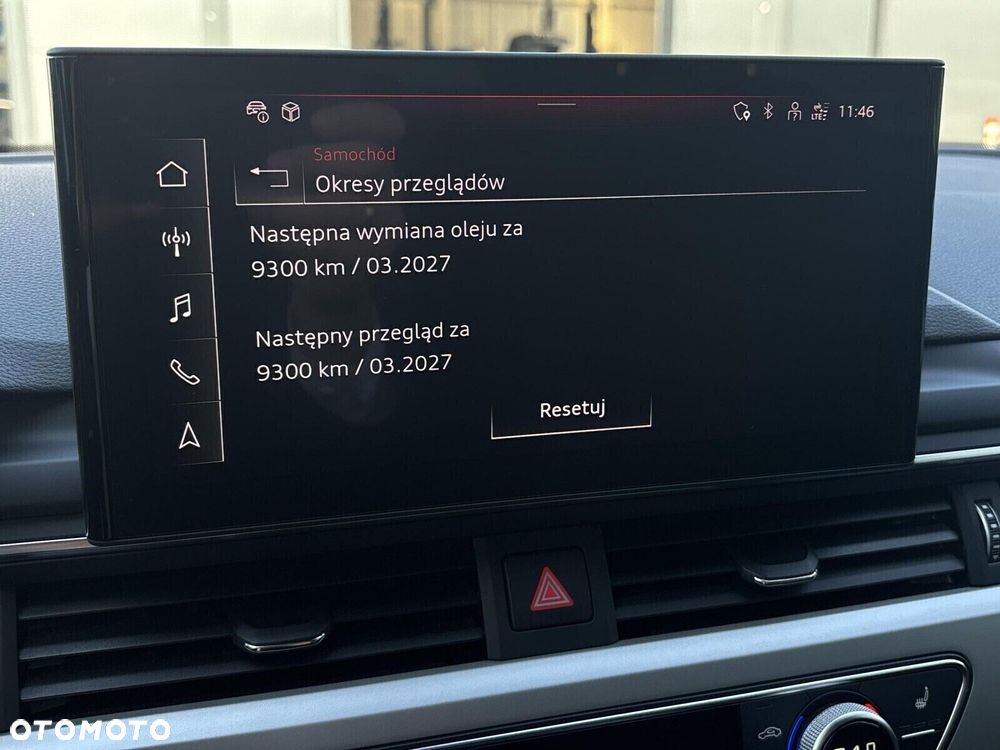 LTE
11:46
Samochód
Okresy przeglądów
Następna wymiana oleju za
9300 km / 03.2027
Następny przegląd za
9300 km / 03.2027
Resetuj
OTOMOTO